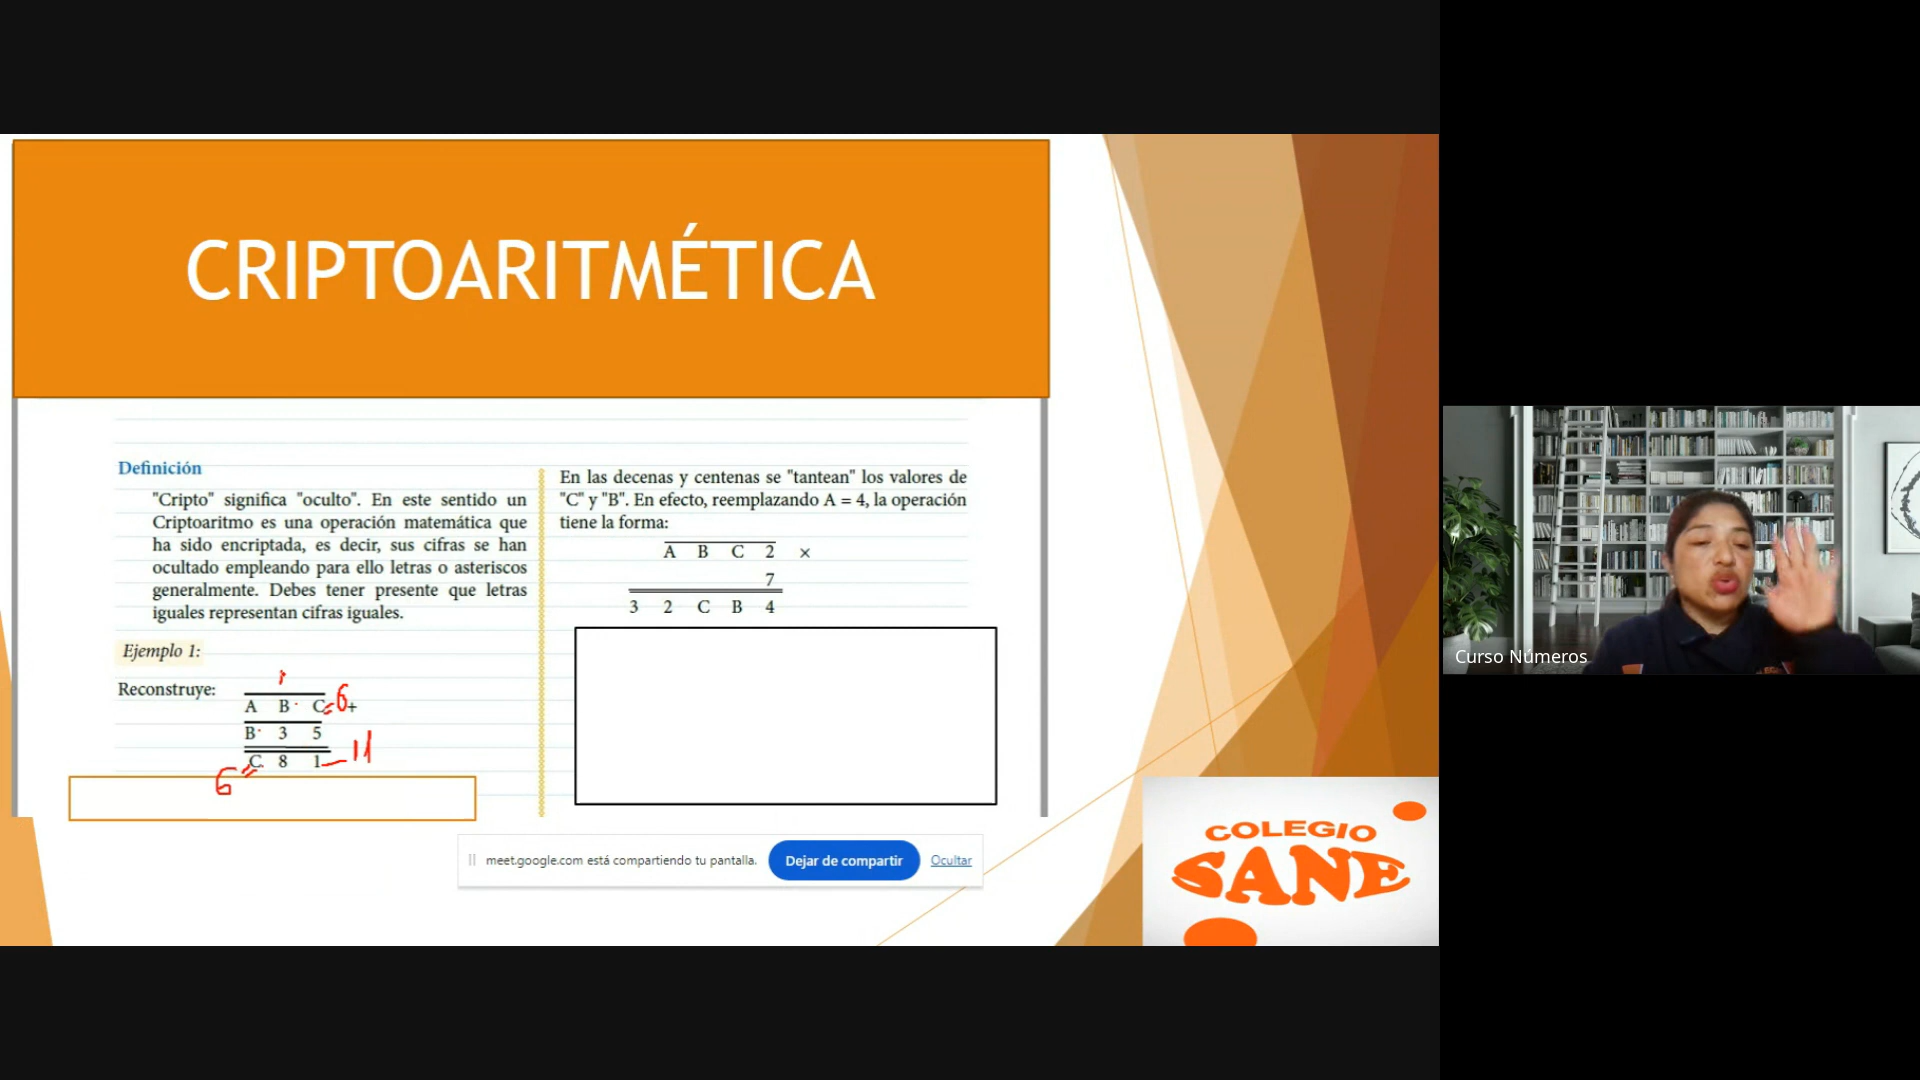 CRIPTOARITMÉTICA
Definición
"Cripto" significa "oculto". En este sentido un
Criptoaritmo es una operación matemática que
ha sido encriptada, es decir, sus cifras se han
ocultado empleando para ello letras o asteriscos
generalmente. Debes tener presente que letras
iguales representan cifras iguales.
Ejemplo 1:
Reconstruye:
1
A B C = 6 +
B 3 5
C 8 1 - 11
6 =
En las decenas y centenas se "tantean" los valores de
"C" y "B". En efecto, reemplazando A = 4, la operación
tiene la forma:
A B C 2 ×
7
3 2 C B 4
meet.google.com está compartiendo tu pantalla.
Dejar de compartir
Ocultar
COLEGIO
SANE
Curso Números